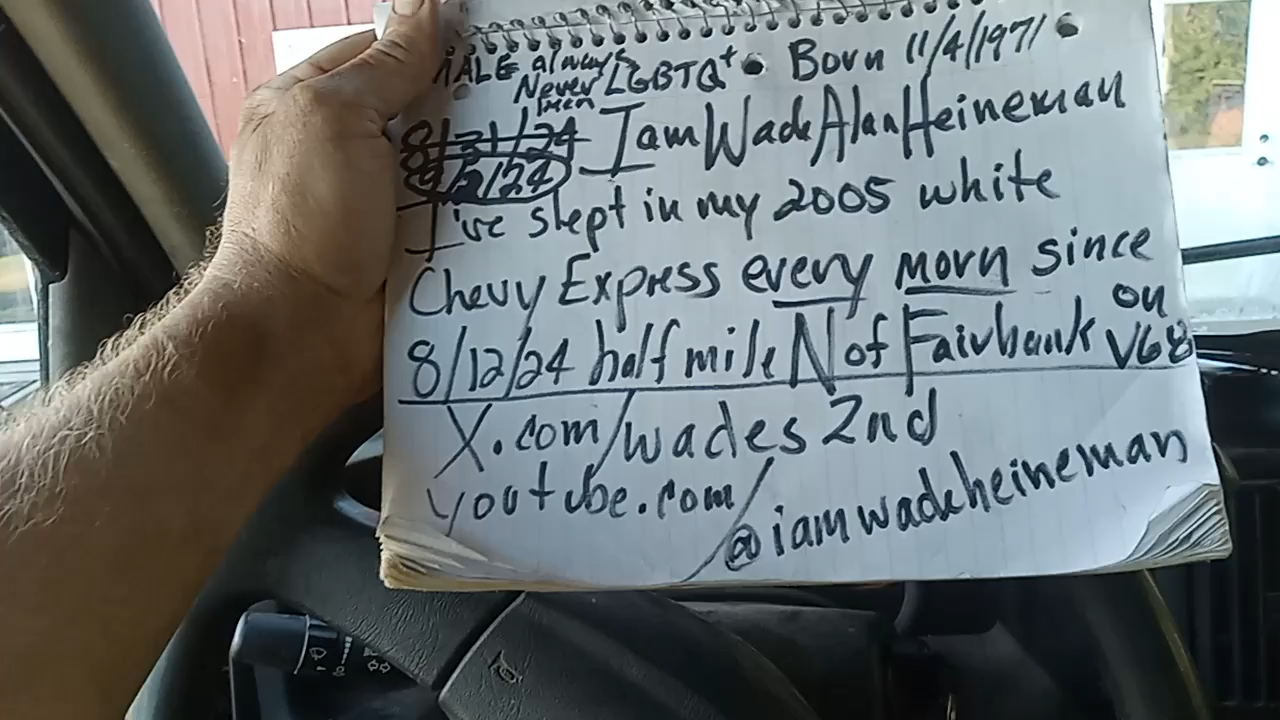 MALE always LGBTQ+ • Born 11/4/1971 •
Never been
8/31/24 I am Wade Alan Heineman
9/2/24
I've slept in my 2005 white
Chevy Express every morn since
8/12/24 half mile N of Fairbank on V68
X.com/wades2nd
youtube.com/
@iamwadeheineman